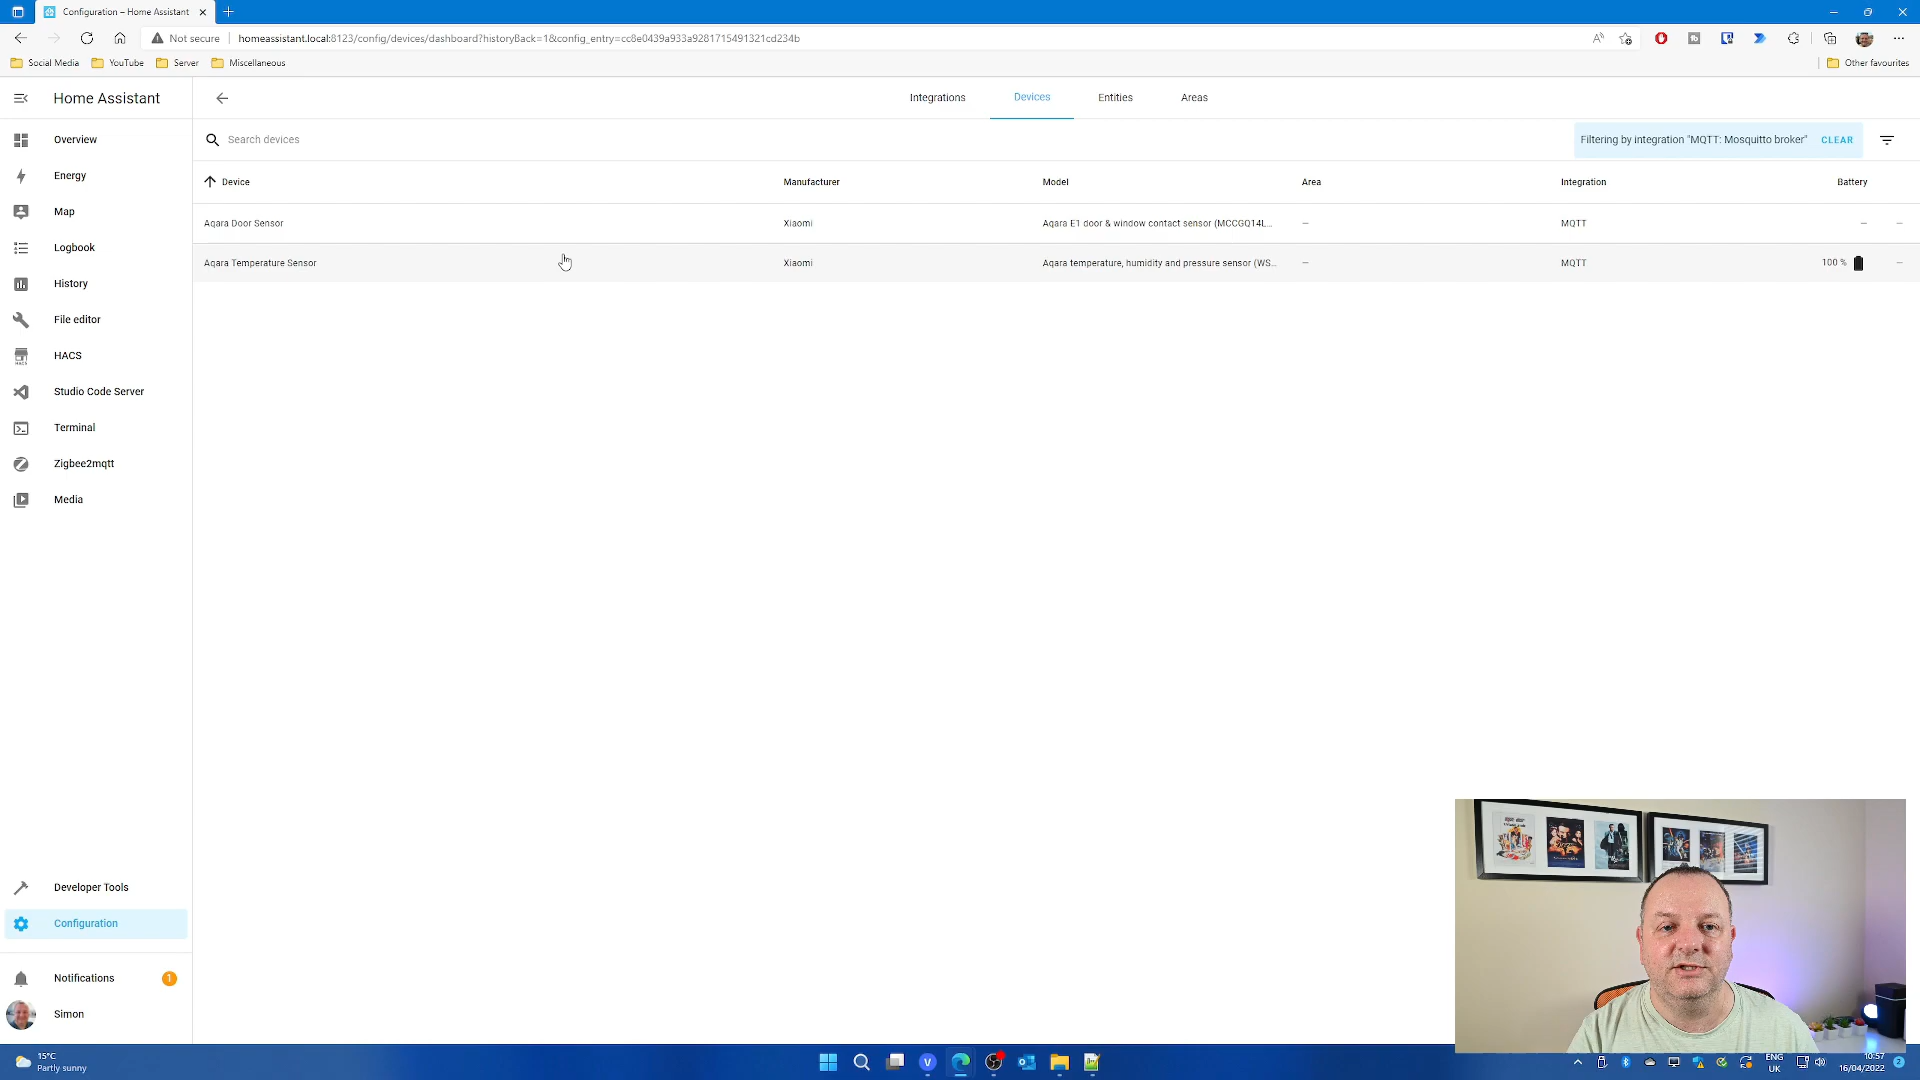 Configuration – Home Assistant
Not secure
homeassistant.local:8123/config/devices/dashboard?historyBack=1&config_entry=cc8e0439a933a9281715491321cd234b
Social Media
YouTube
Server
Miscellaneous
Other favourites
Home Assistant
Integrations
Devices
Entities
Areas
Overview
Search devices
Filtering by integration "MQTT: Mosquitto broker"
CLEAR
Energy
Device
Manufacturer
Model
Area
Integration
Battery
Map
Aqara Door Sensor
Xiaomi
Aqara E1 door & window contact sensor (MCCGQ14L...
–
MQTT
–
–
Logbook
Aqara Temperature Sensor
Xiaomi
Aqara temperature, humidity and pressure sensor (WS...
–
MQTT
100 %
–
History
File editor
HACS
HACS
Studio Code Server
Terminal
Zigbee2mqtt
Media
Developer Tools
Configuration
Notifications
1
Simon
15°C
Partly sunny
ENG
UK
10:57
16/04/2022
2